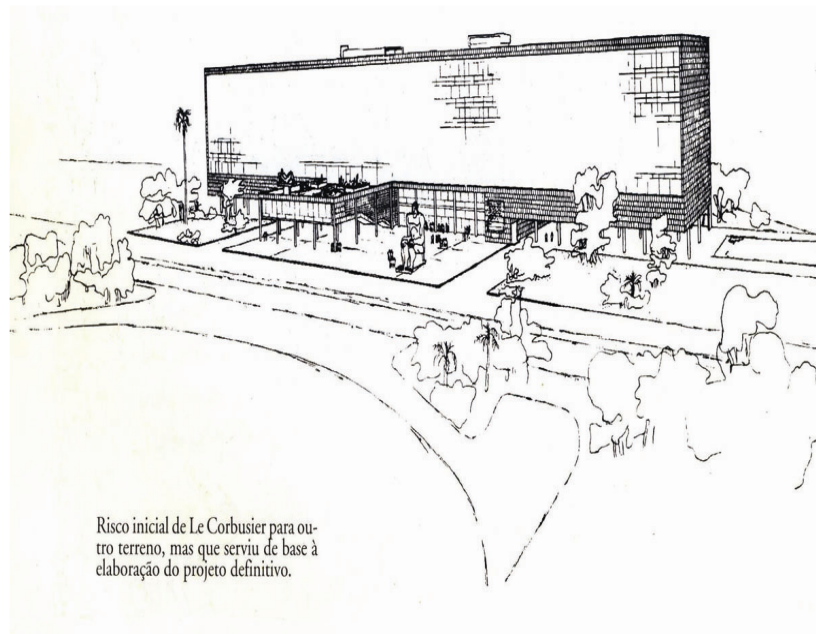 Risco inicial de Le Corbusier para ou-
tro terreno, mas que serviu de base à
elaboração do projeto definitivo.